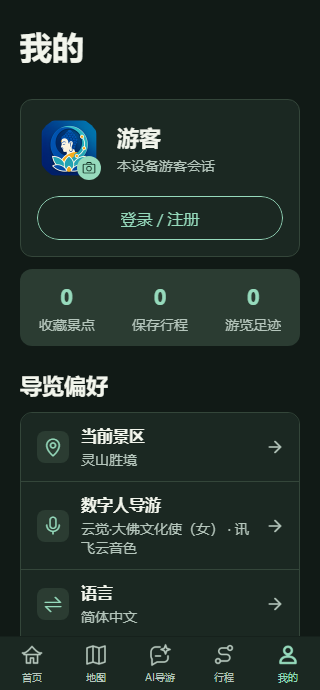 我的
游客
本设备游客会话
登录 / 注册
0
0
0
收藏景点
保存行程
游览足迹
导览偏好
当前景区
灵山胜境
数字人导游
云觉·大佛文化使（女） · 讯
飞云音色
语言
简体中文
首页
地图
AI导游
行程
我的